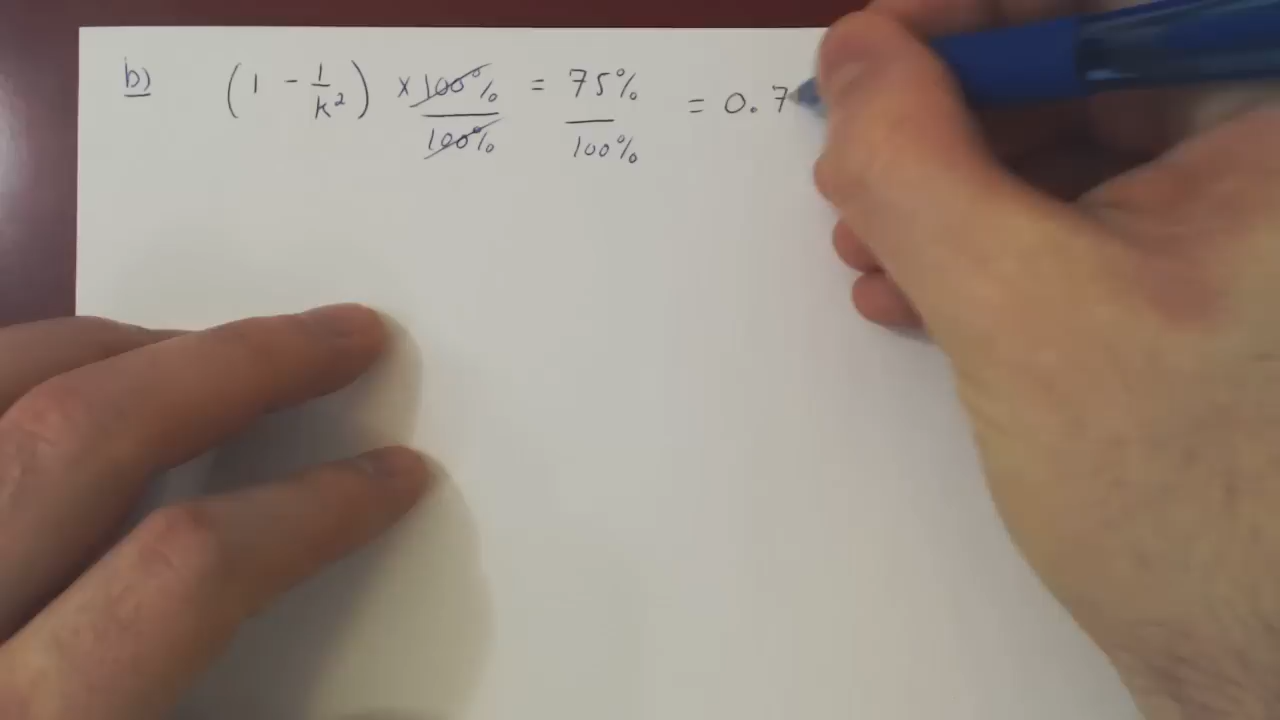 b) (1 - 1/k²) × 100%/100% = 75%/100% = 0.7